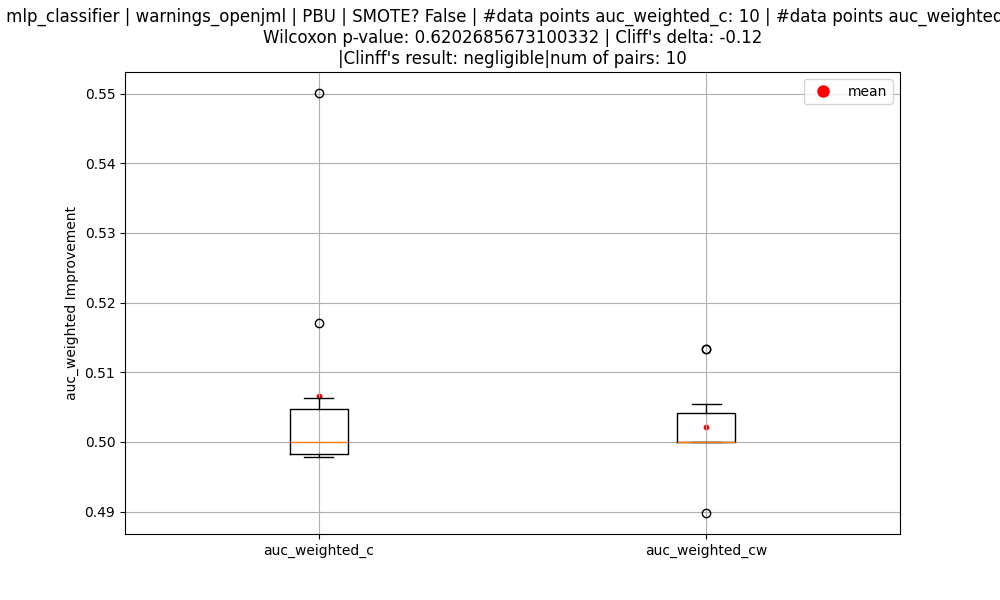 mlp_classifier | warnings_openjml | PBU | SMOTE? False | #data points auc_weighted_c: 10 | #data points auc_weighted
Wilcoxon p-value: 0.6202685673100332 | Cliff's delta: -0.12
|Clinff's result: negligible|num of pairs: 10
mean
0.55
0.54
0.53
0.52
0.51
0.50
0.49
auc_weighted Improvement
auc_weighted_c
auc_weighted_cw